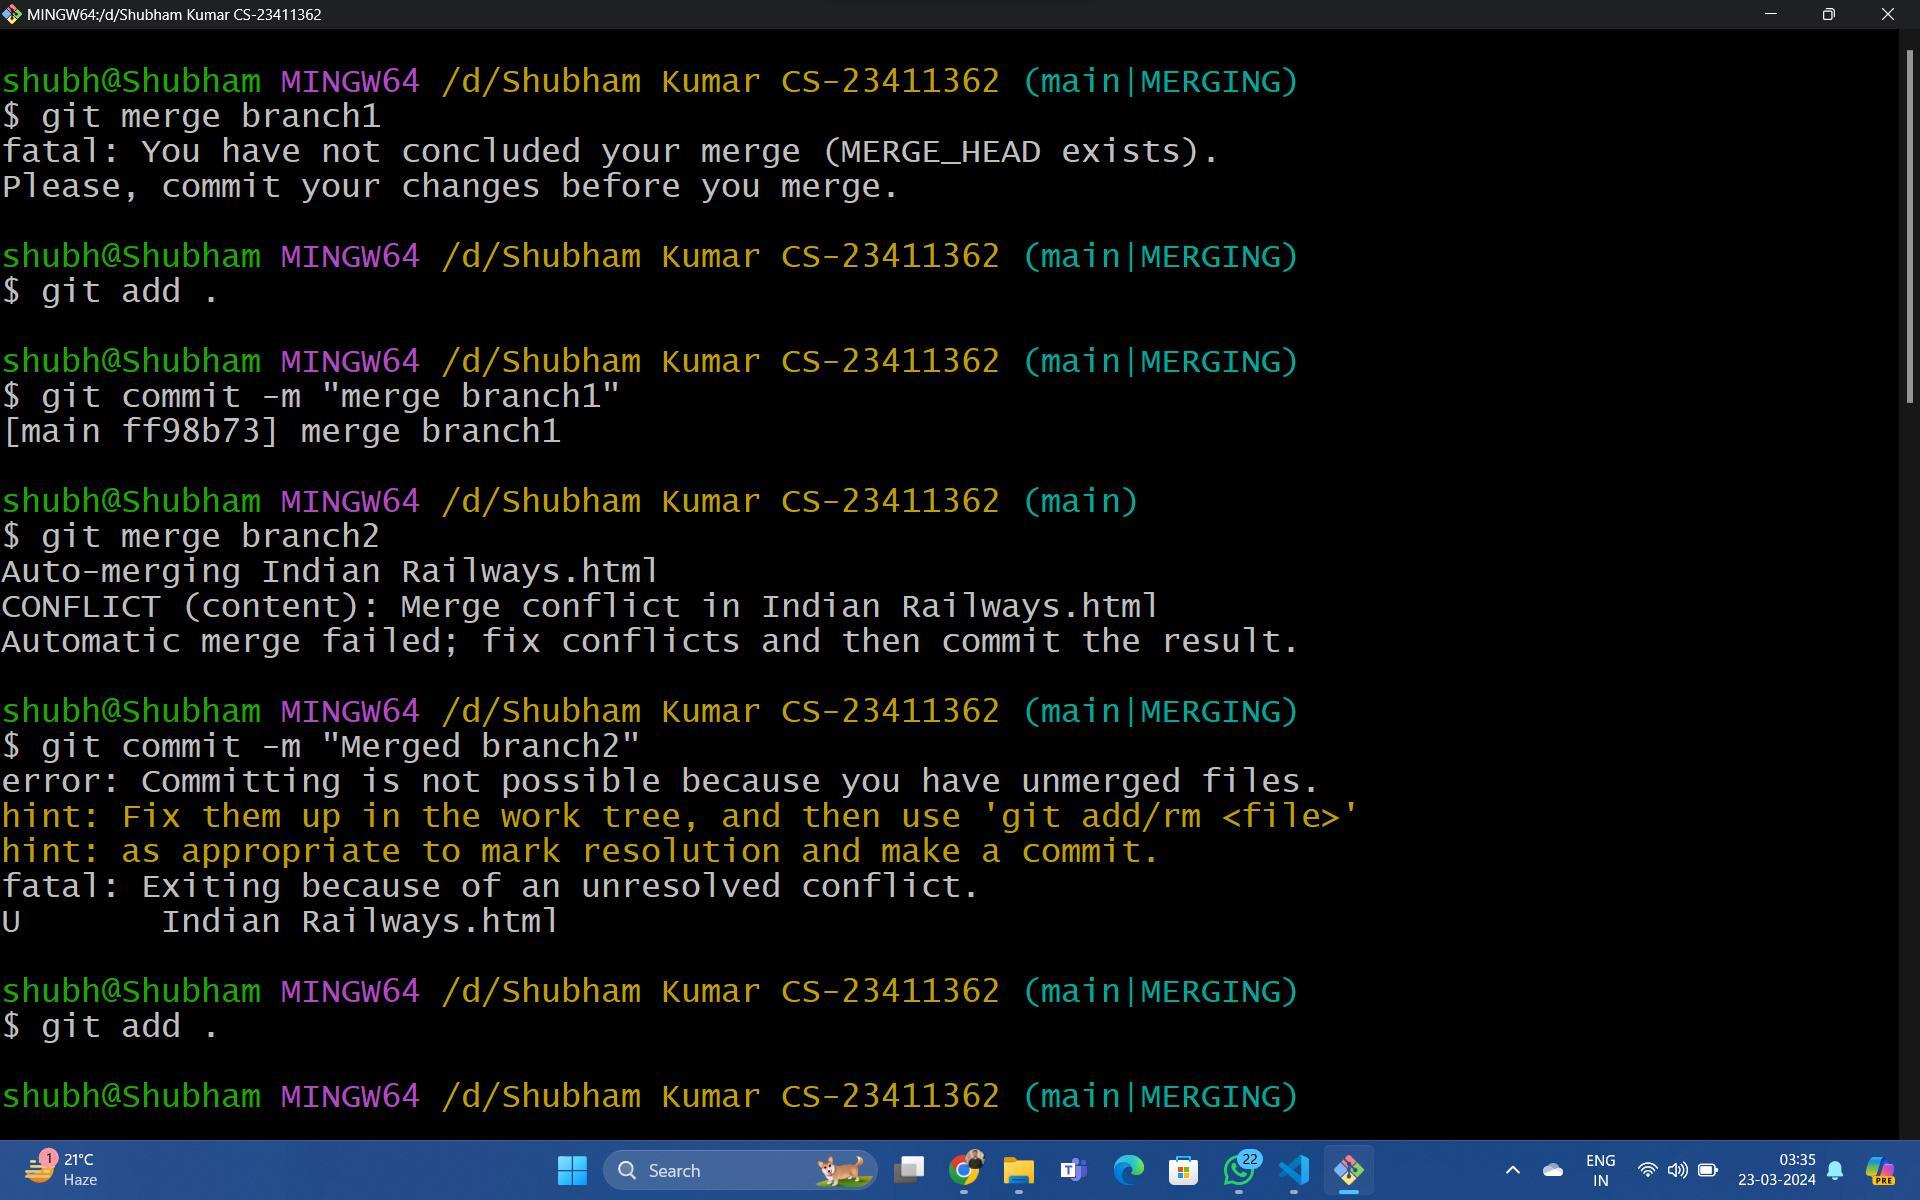 MINGW64:/d/Shubham Kumar CS-23411362
shubh@Shubham MINGW64 /d/Shubham Kumar CS-23411362 (main|MERGING)
$ git merge branch1
fatal: You have not concluded your merge (MERGE_HEAD exists).
Please, commit your changes before you merge.
shubh@Shubham MINGW64 /d/Shubham Kumar CS-23411362 (main|MERGING)
$ git add .
shubh@Shubham MINGW64 /d/Shubham Kumar CS-23411362 (main|MERGING)
$ git commit -m "merge branch1"
[main ff98b73] merge branch1
shubh@Shubham MINGW64 /d/Shubham Kumar CS-23411362 (main)
$ git merge branch2
Auto-merging Indian Railways.html
CONFLICT (content): Merge conflict in Indian Railways.html
Automatic merge failed; fix conflicts and then commit the result.
shubh@Shubham MINGW64 /d/Shubham Kumar CS-23411362 (main|MERGING)
$ git commit -m "Merged branch2"
error: Committing is not possible because you have unmerged files.
hint: Fix them up in the work tree, and then use 'git add/rm <file>'
hint: as appropriate to mark resolution and make a commit.
fatal: Exiting because of an unresolved conflict.
U       Indian Railways.html
shubh@Shubham MINGW64 /d/Shubham Kumar CS-23411362 (main|MERGING)
$ git add .
shubh@Shubham MINGW64 /d/Shubham Kumar CS-23411362 (main|MERGING)
1
21°C
Haze
Search
22
ENG
IN
03:35
23-03-2024
PRE